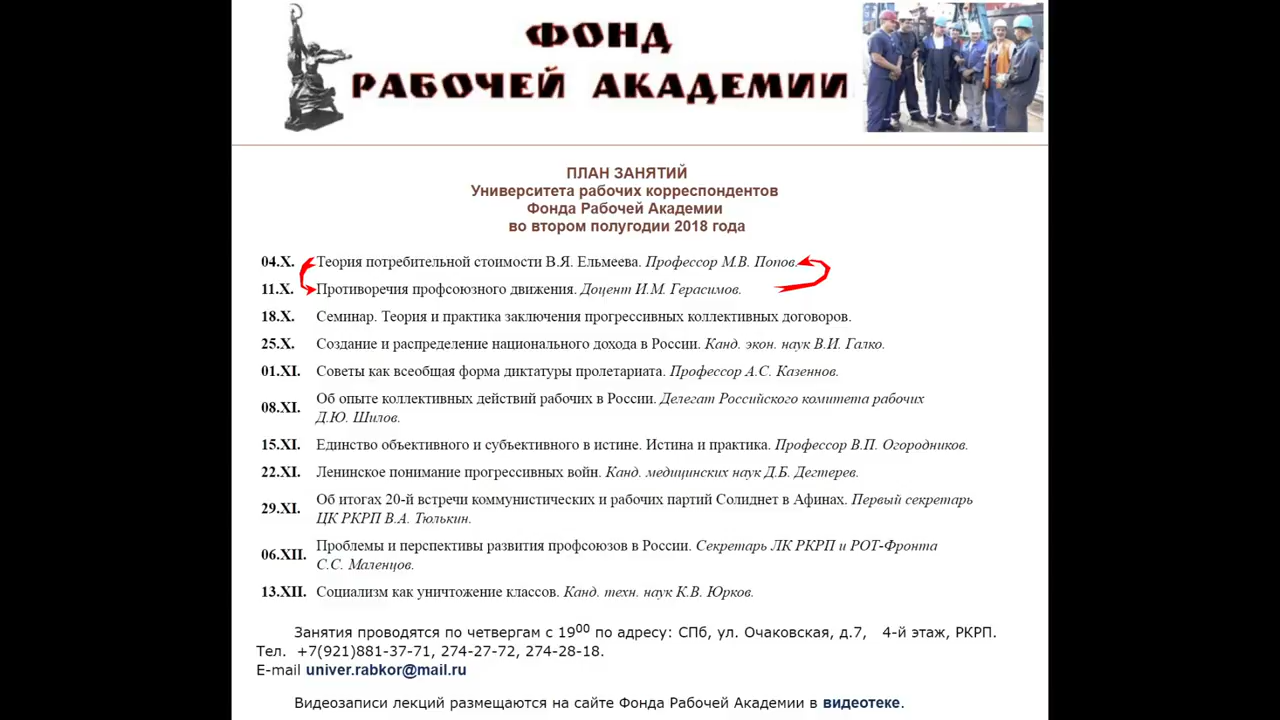 ФОНД
РАБОЧЕЙ АКАДЕМИИ
ПЛАН ЗАНЯТИЙ
Университета рабочих корреспондентов
Фонда Рабочей Академии
во втором полугодии 2018 года
04.X. Теория потребительной стоимости В.Я. Ельмеева. Профессор М.В. Попов.
11.X. Противоречия профсоюзного движения. Доцент И.М. Герасимов.
18.X. Семинар. Теория и практика заключения прогрессивных коллективных договоров.
25.X. Создание и распределение национального дохода в России. Канд. экон. наук В.И. Галко.
01.XI. Советы как всеобщая форма диктатуры пролетариата. Профессор А.С. Казеннов.
08.XI. Об опыте коллективных действий рабочих в России. Делегат Российского комитета рабочих
Д.Ю. Шилов.
15.XI. Единство объективного и субъективного в истине. Истина и практика. Профессор В.П. Огородников.
22.XI. Ленинское понимание прогрессивных войн. Канд. медицинских наук Д.Б. Дегтерев.
29.XI. Об итогах 20-й встречи коммунистических и рабочих партий Солиднет в Афинах. Первый секретарь
ЦК РКРП В.А. Тюлькин.
06.XII. Проблемы и перспективы развития профсоюзов в России. Секретарь ЛК РКРП и РОТ-Фронта
С.С. Маленцов.
13.XII. Социализм как уничтожение классов. Канд. техн. наук К.В. Юрков.
Занятия проводятся по четвергам с 19⁰⁰ по адресу: СПб, ул. Очаковская, д.7, 4-й этаж, РКРП.
Тел. +7(921)881-37-71, 274-27-72, 274-28-18.
E-mail univer.rabkor@mail.ru
Видеозаписи лекций размещаются на сайте Фонда Рабочей Академии в видеотеке.